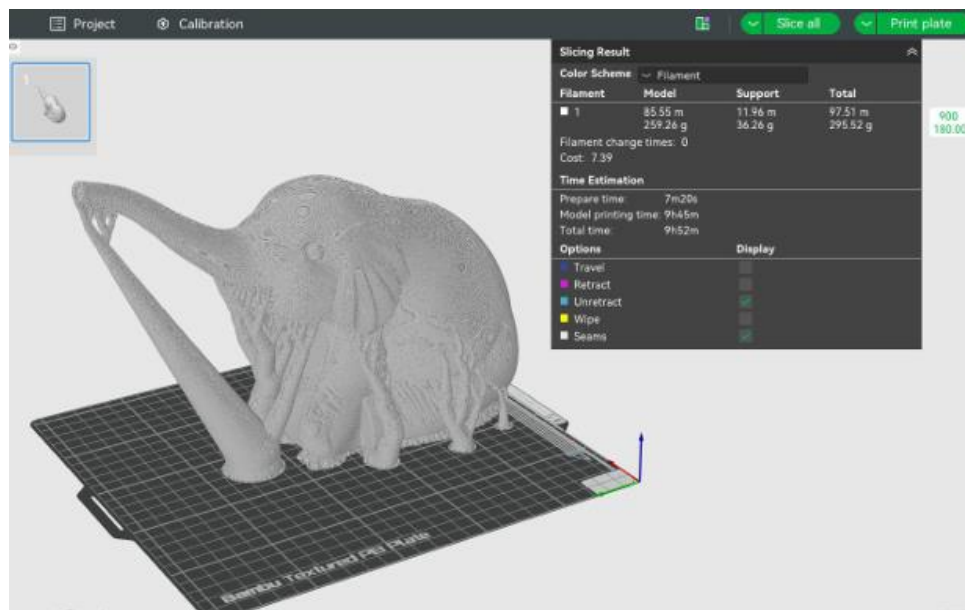 Project
Calibration
Slice all
Print plate
Slicing Result
Color Scheme Filament
Filament Model Support Total
1 85.55 m 11.96 m 97.51 m
259.26 g 36.26 g 295.52 g
Filament change times: 0
Cost: 7.39
Time Estimation
Prepare time: 7m20s
Model printing time: 9h45m
Total time: 9h52m
Options Display
Travel
Retract
Unretract
Wipe
Seams
900
180.00
1
Bambu Textured PEI Plate